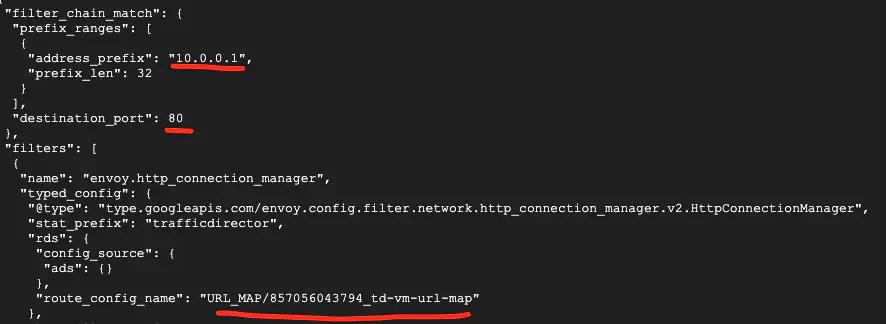 "filter_chain_match": {
"prefix_ranges": [
{
"address_prefix": "10.0.0.1",
"prefix_len": 32
}
],
"destination_port": 80
},
"filters": [
{
"name": "envoy.http_connection_manager",
"typed_config": {
"@type": "type.googleapis.com/envoy.config.filter.network.http_connection_manager.v2.HttpConnectionManager",
"stat_prefix": "trafficdirector",
"rds": {
"config_source": {
"ads": {}
},
"route_config_name": "URL_MAP/857056043794_td-vm-url-map"
},